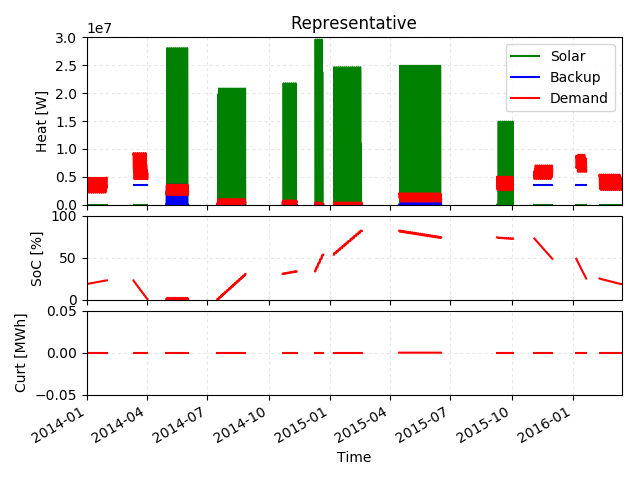 Representative
1e7
3.0
2.5
2.0
1.5
1.0
0.5
0.0
Heat [W]
Solar
Backup
Demand
100
50
0
SoC [%]
0.05
0.00
−0.05
Curt [MWh]
2014-01
2014-04
2014-07
2014-10
2015-01
2015-04
2015-07
2015-10
2016-01
Time